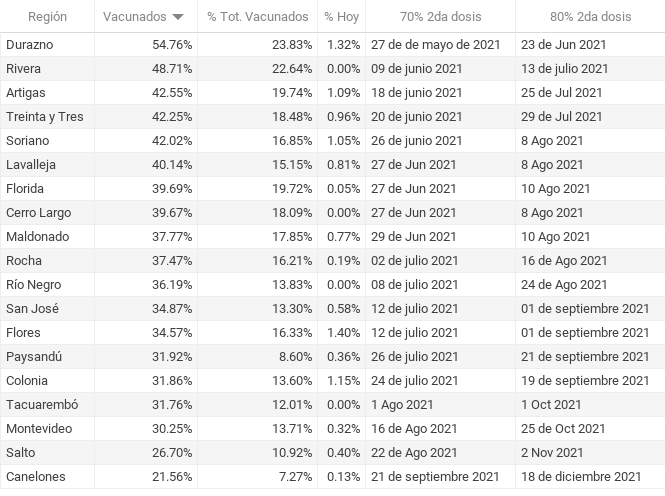 Región Vacunados % Tot. Vacunados % Hoy 70% 2da dosis 80% 2da dosis
Durazno 54.76% 23.83% 1.32% 27 de de mayo de 2021 23 de Jun 2021
Rivera 48.71% 22.64% 0.00% 09 de junio 2021 13 de julio 2021
Artigas 42.55% 19.74% 1.09% 18 de junio 2021 25 de Jul 2021
Treinta y Tres 42.25% 18.48% 0.96% 20 de junio 2021 29 de Jul 2021
Soriano 42.02% 16.85% 1.05% 26 de junio 2021 8 Ago 2021
Lavalleja 40.14% 15.15% 0.81% 27 de Jun 2021 8 Ago 2021
Florida 39.69% 19.72% 0.05% 27 de Jun 2021 10 Ago 2021
Cerro Largo 39.67% 18.09% 0.00% 27 de Jun 2021 8 Ago 2021
Maldonado 37.77% 17.85% 0.77% 29 de Jun 2021 10 Ago 2021
Rocha 37.47% 16.21% 0.19% 02 de julio 2021 16 de Ago 2021
Río Negro 36.19% 13.83% 0.00% 08 de julio 2021 24 de Ago 2021
San José 34.87% 13.30% 0.58% 12 de julio 2021 01 de septiembre 2021
Flores 34.57% 16.33% 1.40% 12 de julio 2021 01 de septiembre 2021
Paysandú 31.92% 8.60% 0.36% 26 de julio 2021 21 de septiembre 2021
Colonia 31.86% 13.60% 1.15% 24 de julio 2021 19 de septiembre 2021
Tacuarembó 31.76% 12.01% 0.00% 1 Ago 2021 1 Oct 2021
Montevideo 30.25% 13.71% 0.32% 16 de Ago 2021 25 de Oct 2021
Salto 26.70% 10.92% 0.40% 22 de Ago 2021 2 Nov 2021
Canelones 21.56% 7.27% 0.13% 21 de septiembre 2021 18 de diciembre 2021